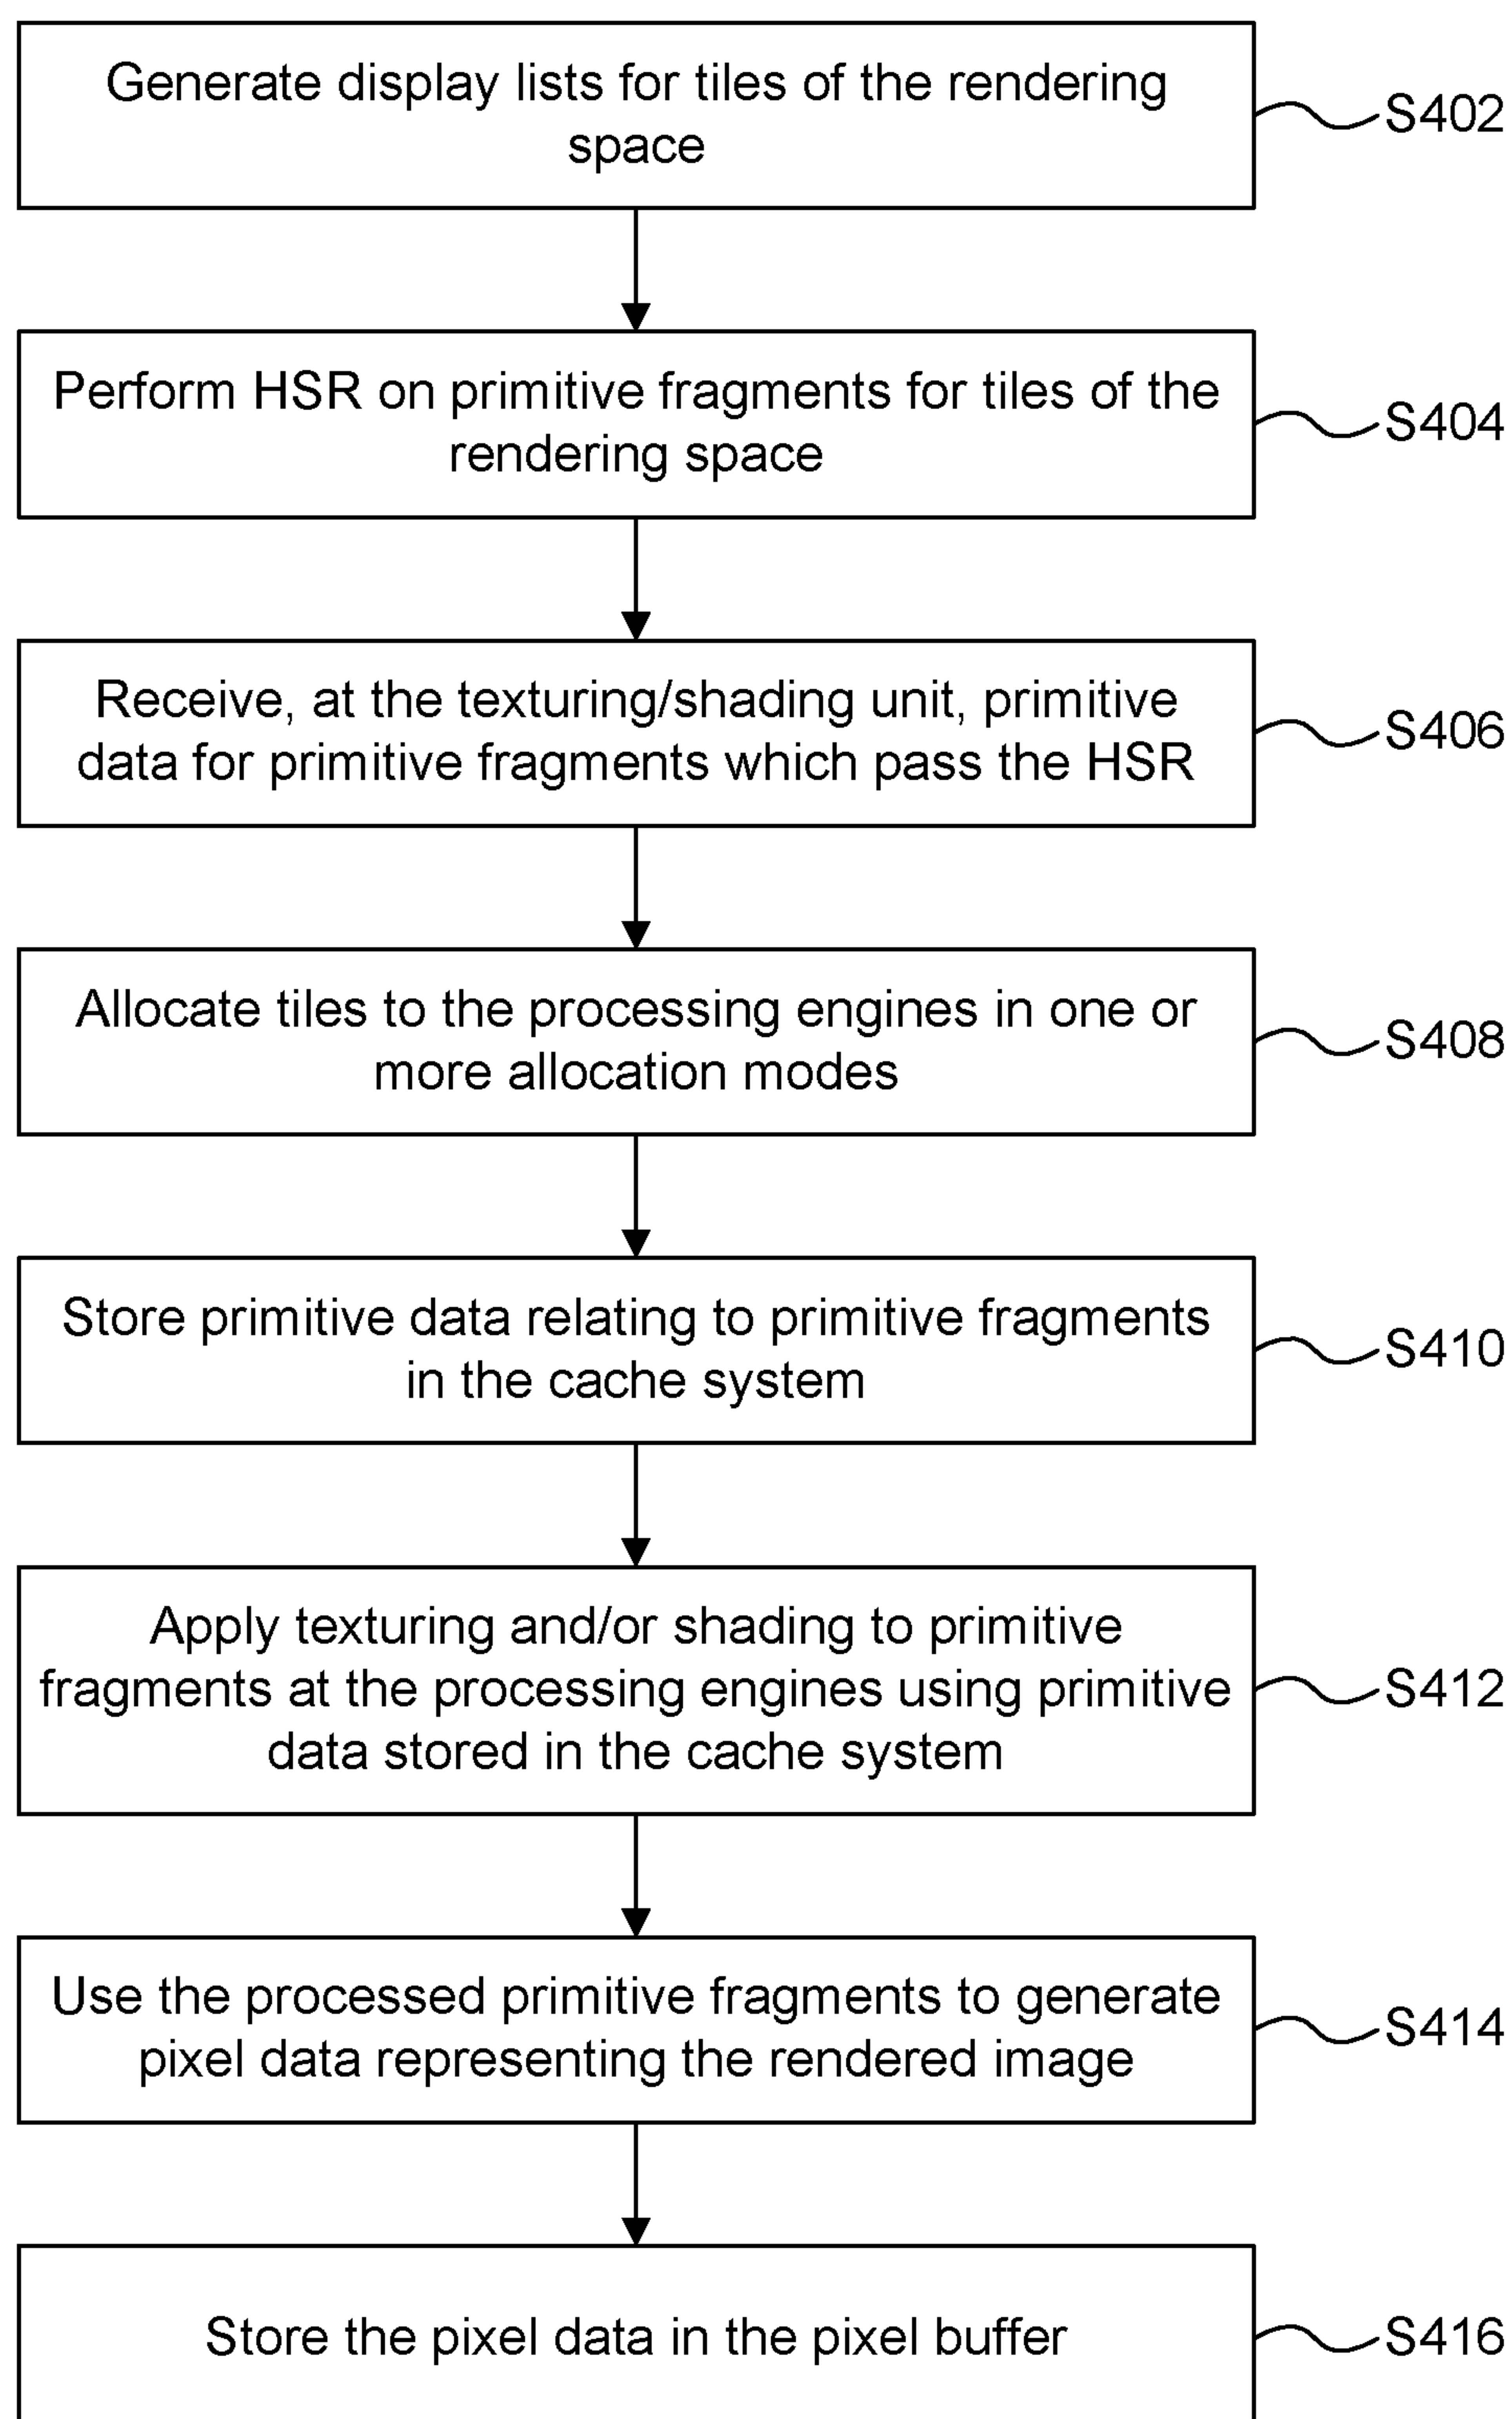 Generate display lists for tiles of the rendering
space
S402
Perform HSR on primitive fragments for tiles of the
rendering space
S404
Receive, at the texturing/shading unit, primitive
data for primitive fragments which pass the HSR
S406
Allocate tiles to the processing engines in one or
more allocation modes
S408
Store primitive data relating to primitive fragments
in the cache system
S410
Apply texturing and/or shading to primitive
fragments at the processing engines using primitive
data stored in the cache system
S412
Use the processed primitive fragments to generate
pixel data representing the rendered image
S414
Store the pixel data in the pixel buffer
S416